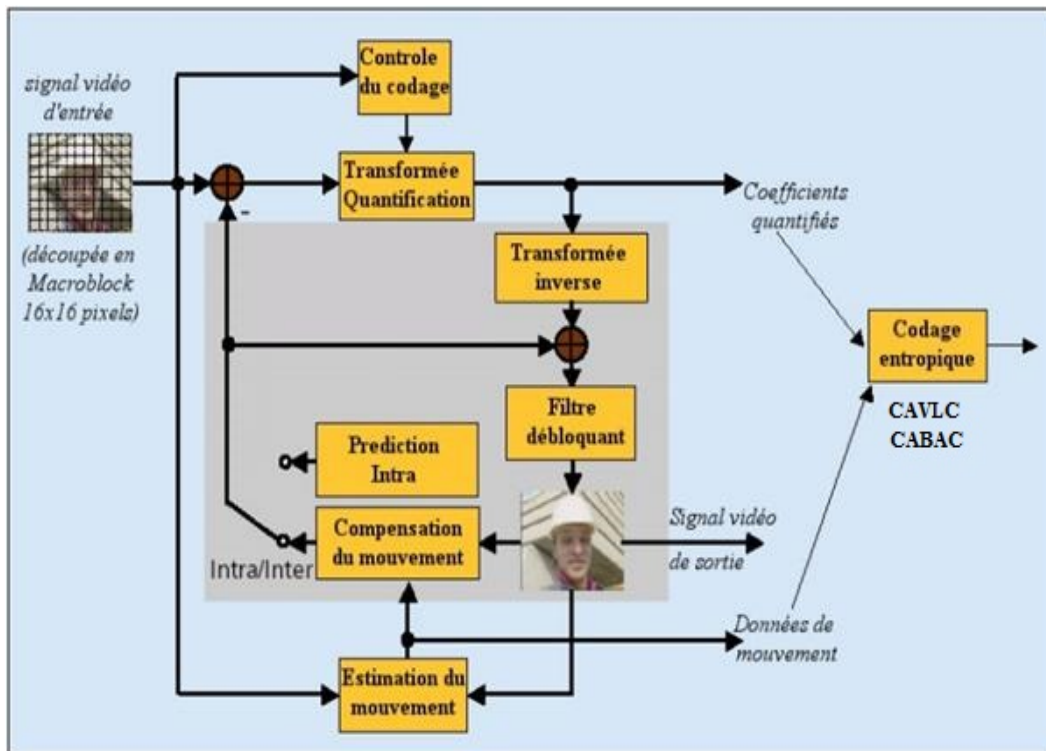 Controle
du codage
signal vidéo
d'entrée
(découpée en
Macroblock
16x16 pixels)
Transformée
Quantification
-
Coefficients
quantifiés
Transformée
inverse
Codage
entropique
CAVLC
CABAC
Filtre
débloquant
Prediction
Intra
Compensation
du mouvement
Intra/Inter
Signal vidéo
de sortie
Données de
mouvement
Estimation du
mouvement